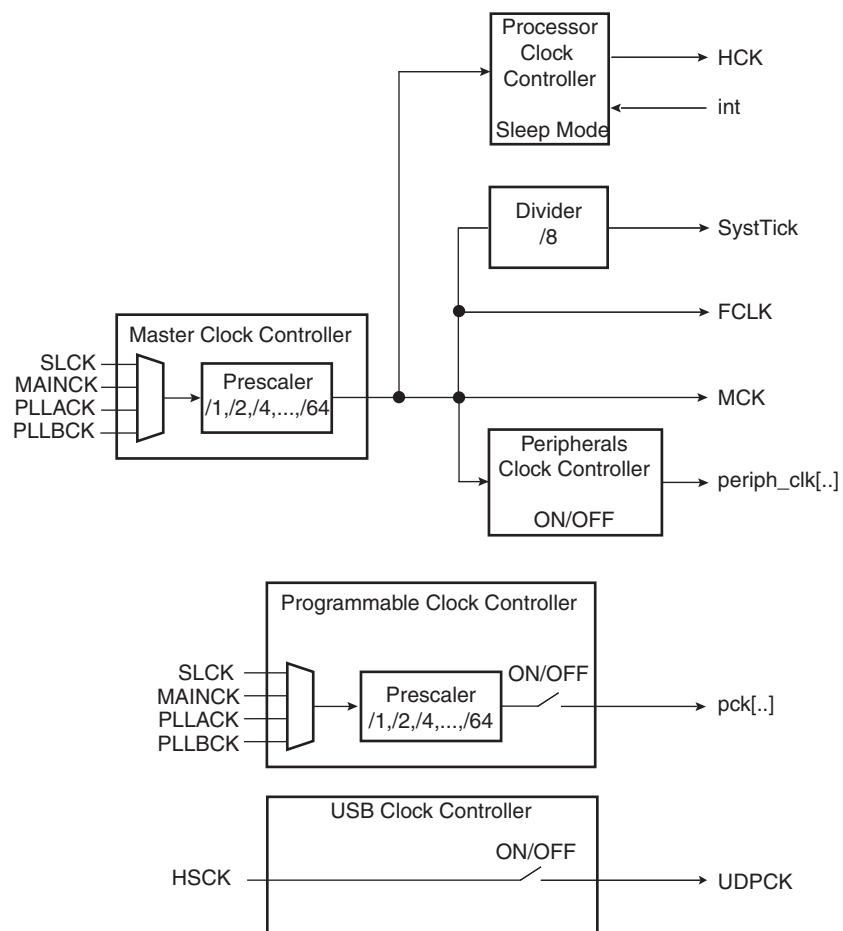 Processor
Clock
Controller
Sleep Mode
HCK
int
Divider
/8
SystTick
FCLK
Master Clock Controller
SLCK
MAINCK
PLLACK
PLLBCK
Prescaler
/1,/2,/4,...,/64
MCK
Peripherals
Clock Controller
ON/OFF
periph_clk[..]
Programmable Clock Controller
SLCK
MAINCK
PLLACK
PLLBCK
Prescaler
/1,/2,/4,...,/64
ON/OFF
pck[..]
USB Clock Controller
HSCK
ON/OFF
UDPCK